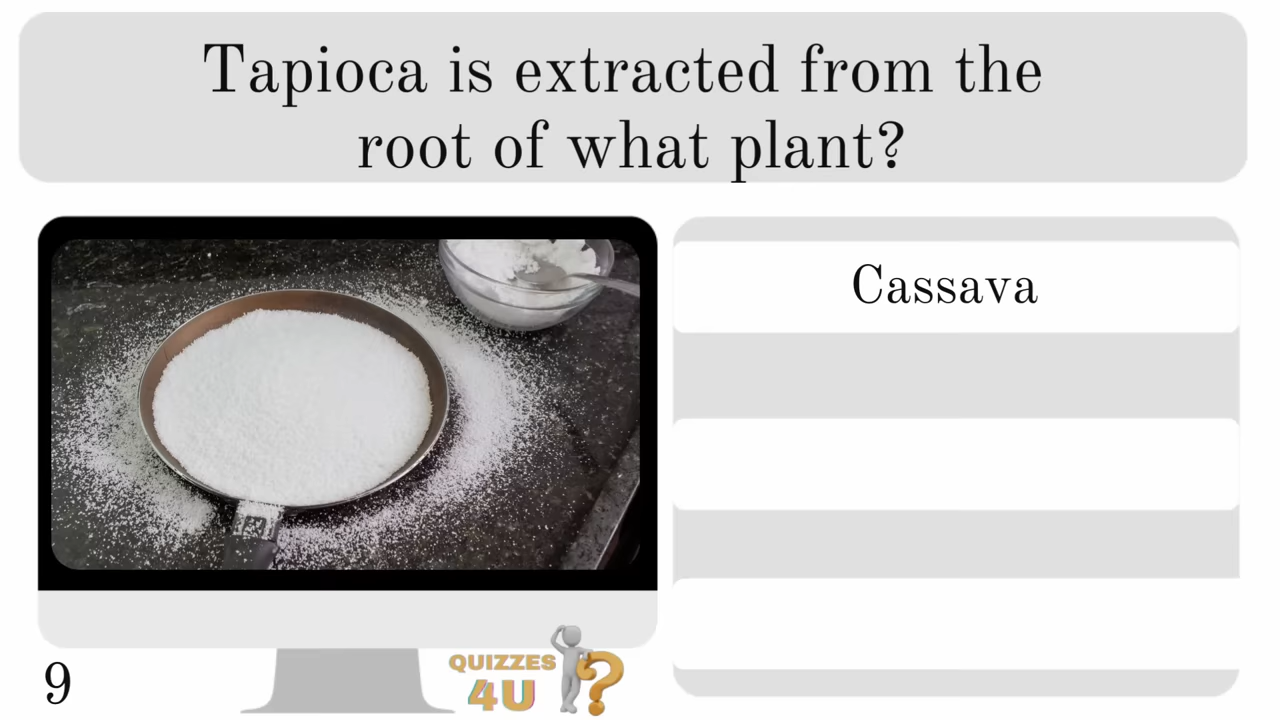 Tapioca is extracted from the
root of what plant?
Cassava
9
QUIZZES
4U